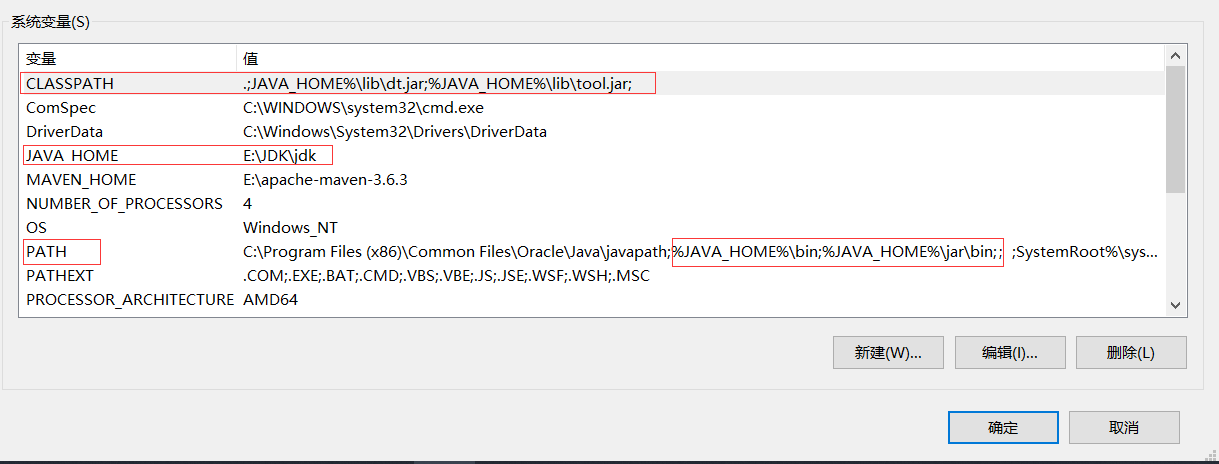 系统变量(S)
变量 值
CLASSPATH .;JAVA_HOME%\lib\dt.jar;%JAVA_HOME%\lib\tool.jar;
ComSpec C:\WINDOWS\system32\cmd.exe
DriverData C:\Windows\System32\Drivers\DriverData
JAVA_HOME E:\JDK\jdk
MAVEN_HOME E:\apache-maven-3.6.3
NUMBER_OF_PROCESSORS 4
OS Windows_NT
PATH C:\Program Files (x86)\Common Files\Oracle\Java\javapath;%JAVA_HOME%\bin;%JAVA_HOME%\jar\bin;; ;SystemRoot%\sys...
PATHEXT .COM;.EXE;.BAT;.CMD;.VBS;.VBE;.JS;.JSE;.WSF;.WSH;.MSC
PROCESSOR_ARCHITECTURE AMD64
新建(W)... 编辑(I)... 删除(L)
确定 取消